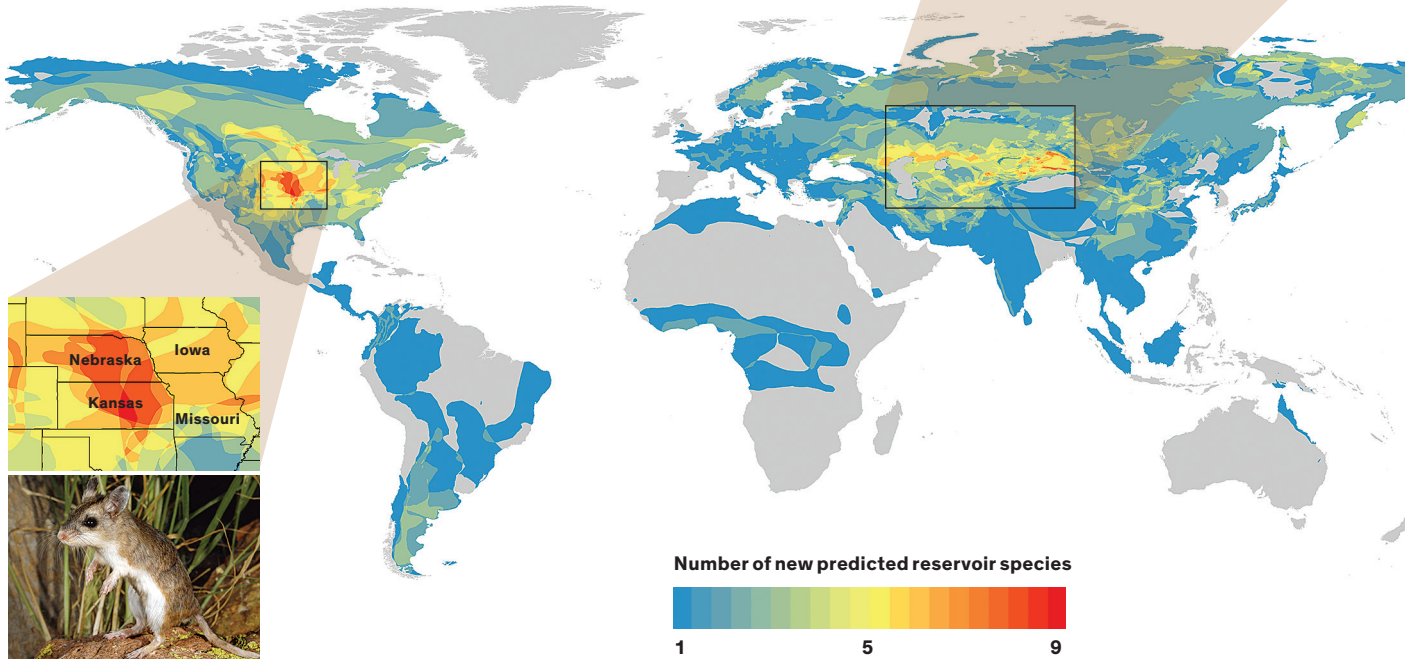 Nebraska
Iowa
Kansas
Missouri
Number of new predicted reservoir species
1 5 9